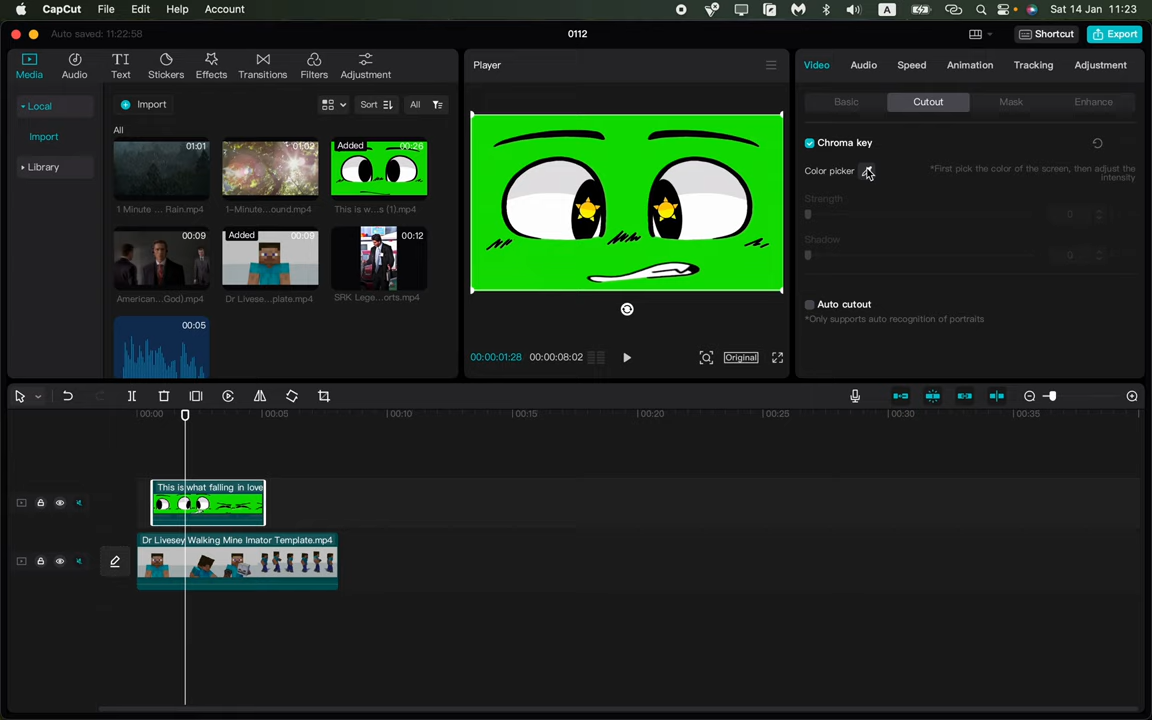 CapCut File Edit Help Account A Sat 14 Jan 11:23
Auto saved: 11:22:58 0112 Shortcut Export
Media Audio Text Stickers Effects Transitions Filters Adjustment
Player
Video Audio Speed Animation Tracking Adjustment
Local
Import
Library
Import Sort All
All
01:01 01:02 Added 00:26
1 Minute ... Rain.mp4 1-Minute...ound.mp4 This is w...s (1).mp4
00:09 Added 00:09 00:12
American...God).mp4 Dr Livese...plate.mp4 SRK Lege...orts.mp4
00:05
00:00:01:28 00:00:08:02 Original
Basic Cutout Mask Enhance
Chroma key
Color picker *First pick the color of the screen, then adjust the
intensity
Strength
0
Shadow
0
Auto cutout
*Only supports auto recognition of portraits
00:00 00:05 00:10 00:15 00:20 00:25 00:30 00:35
This is what falling in love
Dr Livesey Walking Mine Imator Template.mp4